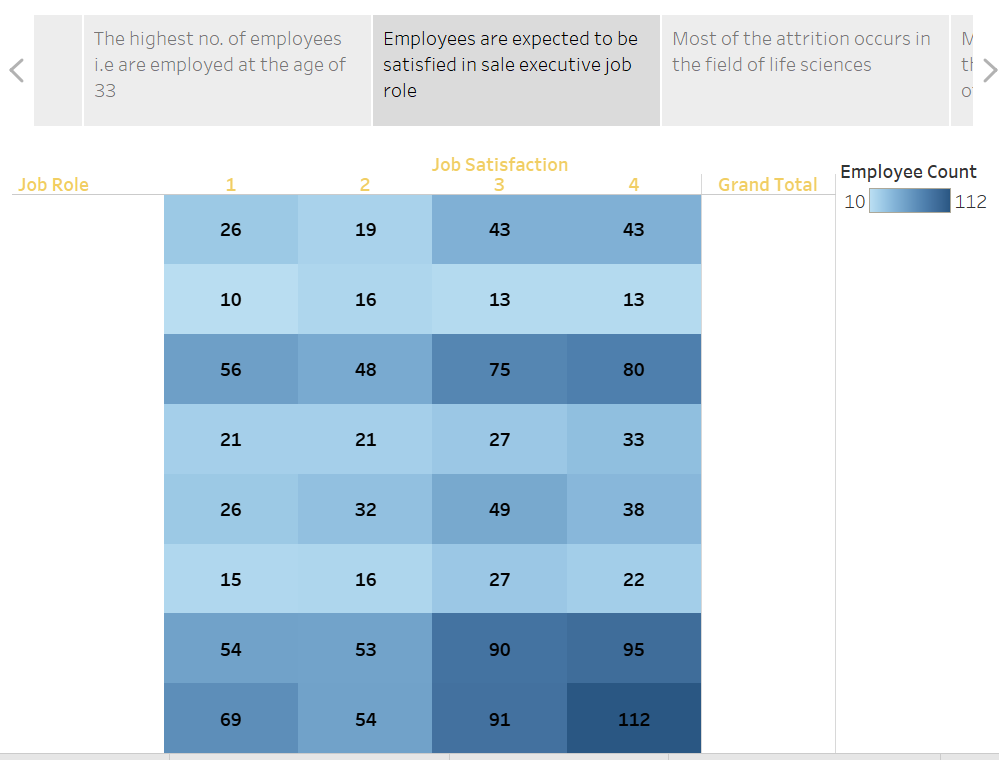 The highest no. of employees
i.e are employed at the age of
33
Employees are expected to be
satisfied in sale executive job
role
Most of the attrition occurs in
the field of life sciences
Job Satisfaction
Job Role 1 2 3 4 Grand Total
26 19 43 43
10 16 13 13
56 48 75 80
21 21 27 33
26 32 49 38
15 16 27 22
54 53 90 95
69 54 91 112
Employee Count
10 112